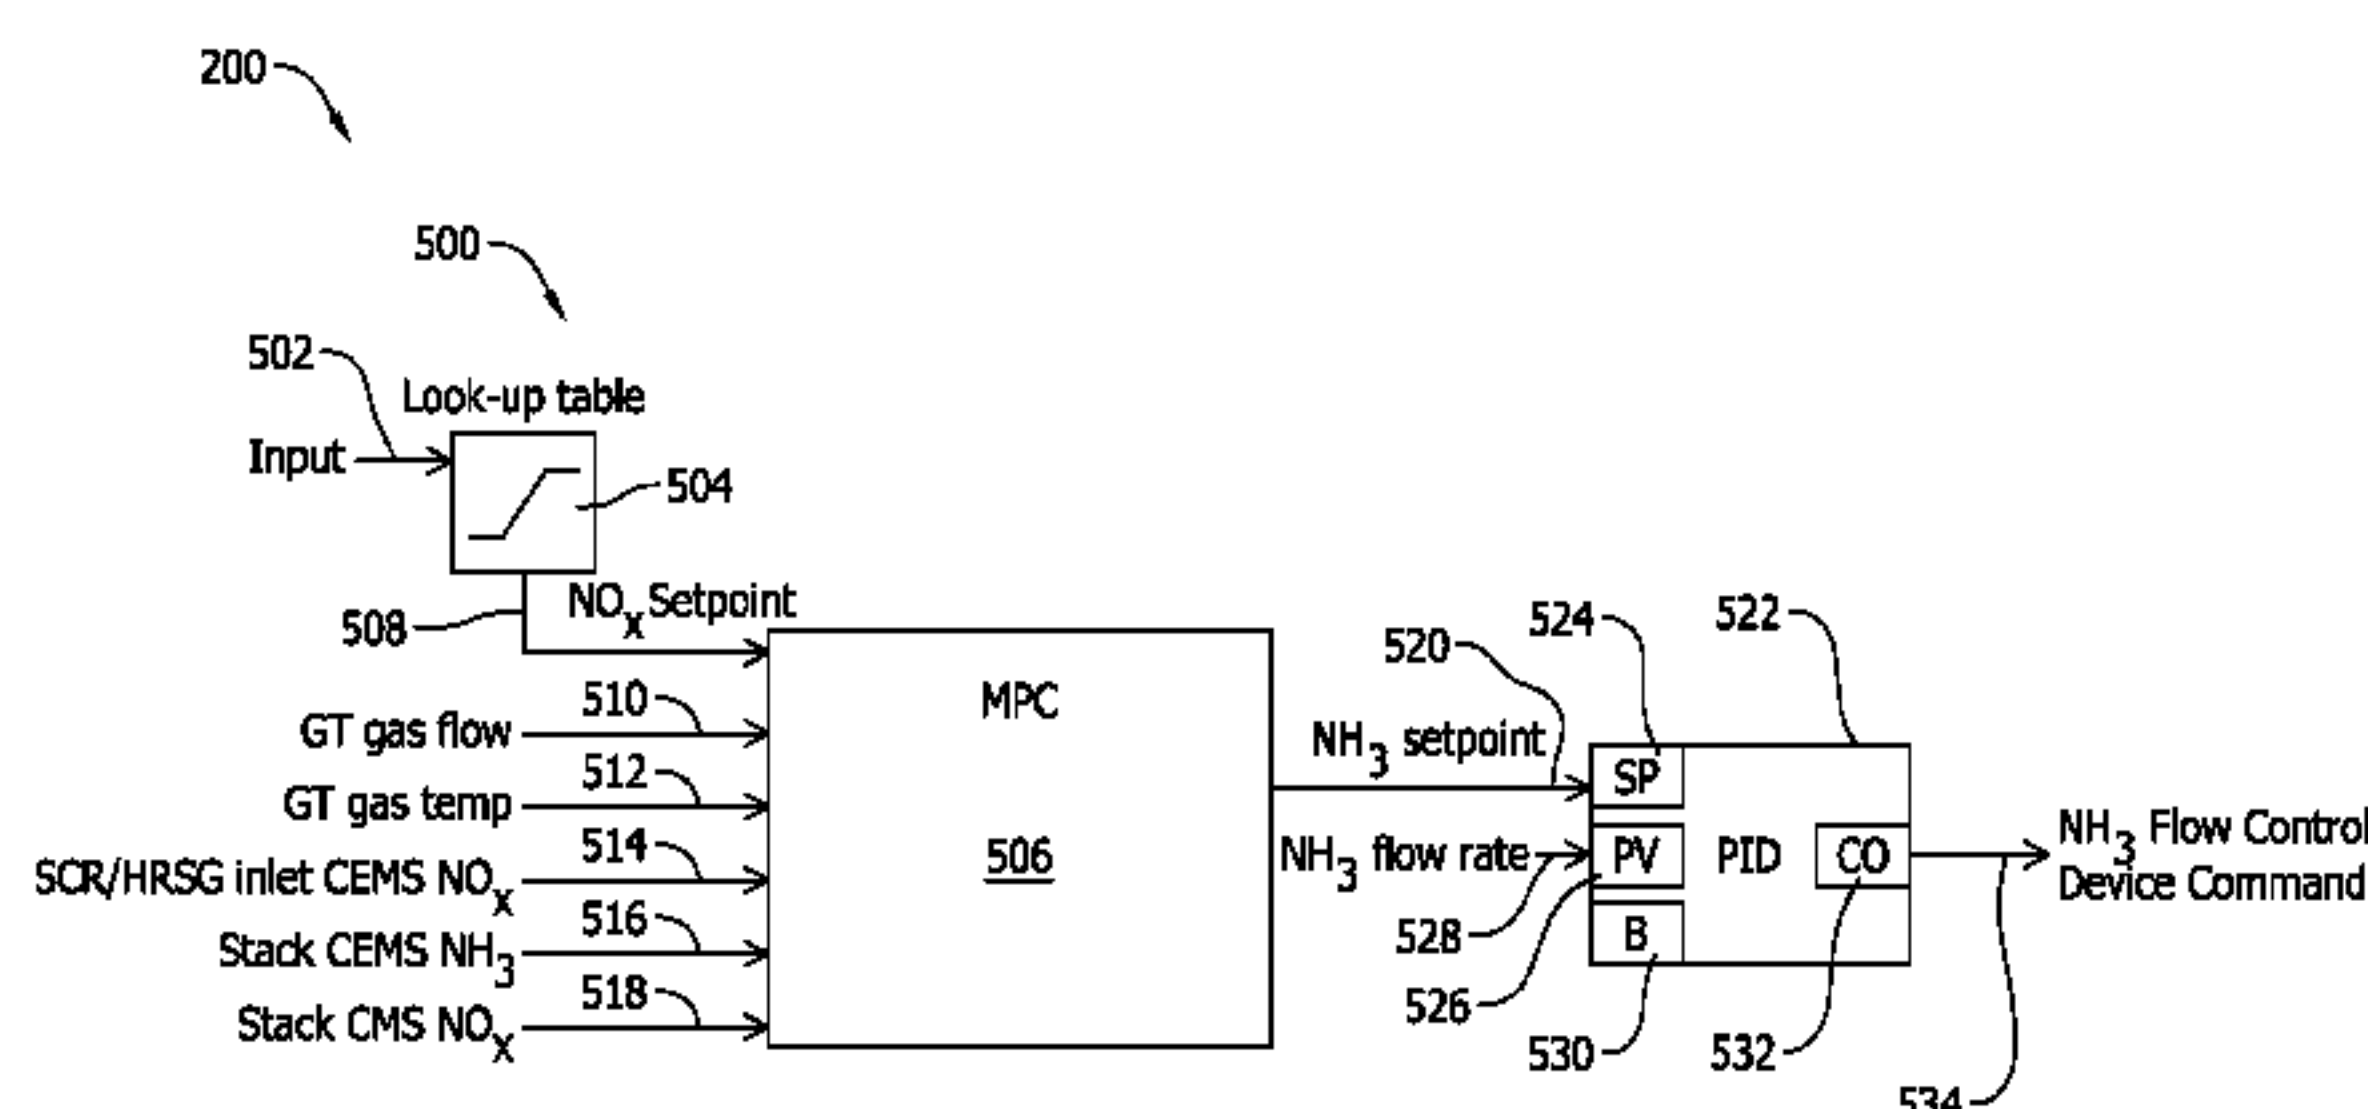 200
500
502
Look-up table
Input
504
NOx Setpoint
508
524
522
520
510
MPC
GT gas flow
NH3 setpoint
512
SP
GT gas temp
514
506
NH3 flow rate
PV
PID
CO
NH3 Flow Control
Device Command
SCR/HRSG inlet CEMS NOx
516
B
528
Stack CEMS NH3
518
526
Stack CMS NOx
530
532
534